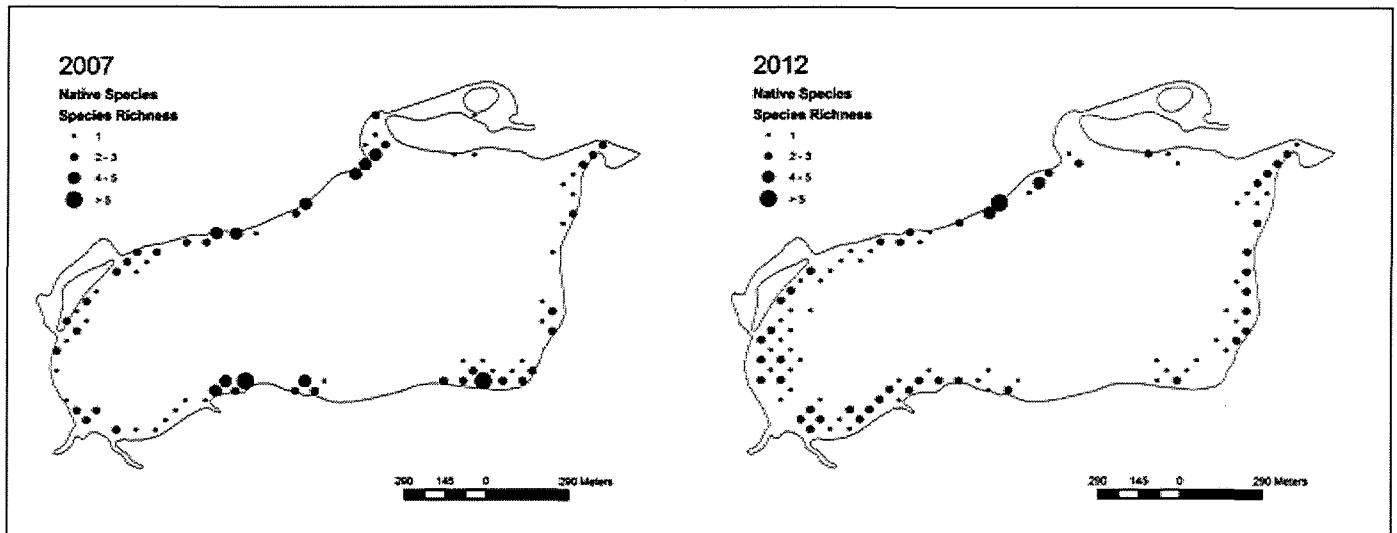 2007
Native Species
Species Richness
1
2 - 3
4 - 5
> 5
290 145 0 290 Meters
2012
Native Species
Species Richness
1
2 - 3
4 - 5
> 5
290 145 0 290 Meters